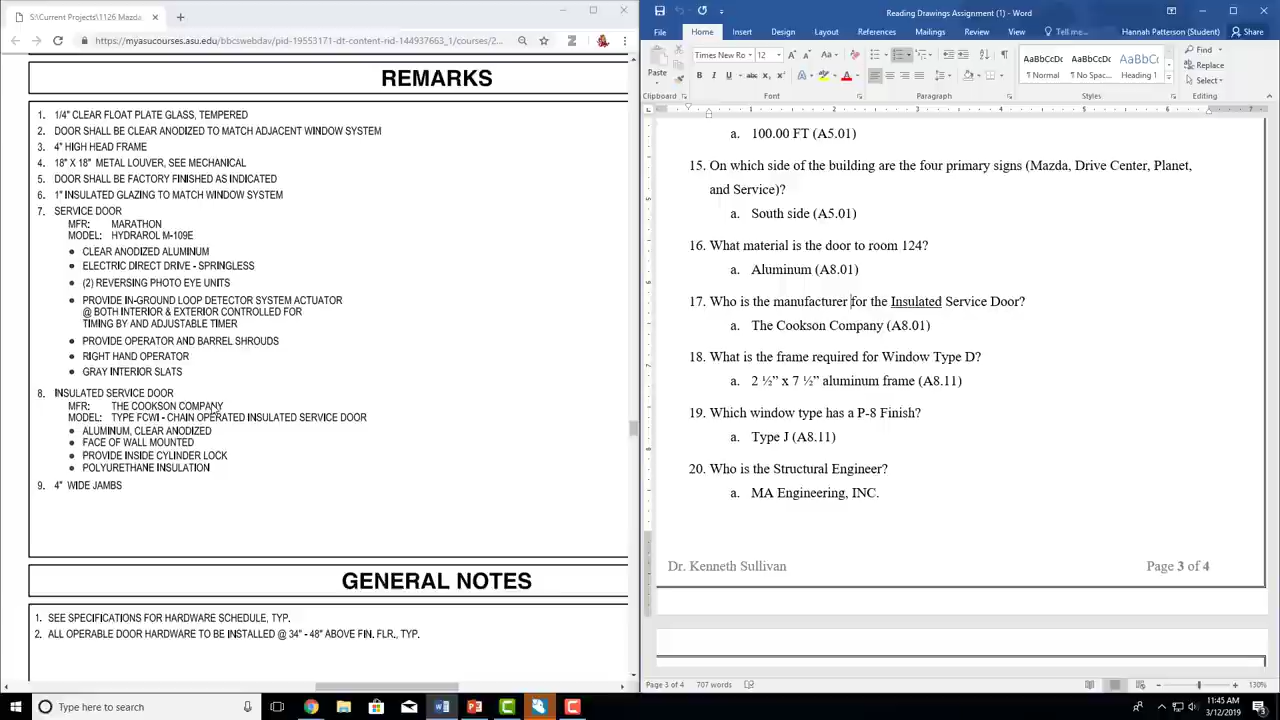 S:\Current Projects\1126 Mazda
https://myasucourses.asu.edu/bbcswebdav/pid-19553171-dt-content-rid-144937663_1/courses/2...
REMARKS
1. 1/4" CLEAR FLOAT PLATE GLASS, TEMPERED
2. DOOR SHALL BE CLEAR ANODIZED TO MATCH ADJACENT WINDOW SYSTEM
3. 4" HIGH HEAD FRAME
4. 18" X 18" METAL LOUVER, SEE MECHANICAL
5. DOOR SHALL BE FACTORY FINISHED AS INDICATED
6. 1" INSULATED GLAZING TO MATCH WINDOW SYSTEM
7. SERVICE DOOR
MFR: MARATHON
MODEL: HYDRAROL M-109E
• CLEAR ANODIZED ALUMINUM
• ELECTRIC DIRECT DRIVE - SPRINGLESS
• (2) REVERSING PHOTO EYE UNITS
• PROVIDE IN-GROUND LOOP DETECTOR SYSTEM ACTUATOR
@ BOTH INTERIOR & EXTERIOR CONTROLLED FOR
TIMING BY AND ADJUSTABLE TIMER
• PROVIDE OPERATOR AND BARREL SHROUDS
• RIGHT HAND OPERATOR
• GRAY INTERIOR SLATS
8. INSULATED SERVICE DOOR
MFR: THE COOKSON COMPANY
MODEL: TYPE FCWI - CHAIN OPERATED INSULATED SERVICE DOOR
• ALUMINUM, CLEAR ANODIZED
• FACE OF WALL MOUNTED
• PROVIDE INSIDE CYLINDER LOCK
• POLYURETHANE INSULATION
9. 4" WIDE JAMBS
GENERAL NOTES
1. SEE SPECIFICATIONS FOR HARDWARE SCHEDULE, TYP.
2. ALL OPERABLE DOOR HARDWARE TO BE INSTALLED @ 34" - 48" ABOVE FIN. FLR., TYP.
Window and Door Review (1) - Word
File Home Insert Design Layout References Mailings Review View Tell me... Hannah Patterson (Student) Share
Paste
Times New Ro 12
B I U abc x₂ x²
AaBbCcDc AaBbCcDc AaBbCc
¶ Normal ¶ No Spac... Heading 1
Find
Replace
Select
Clipboard Font Paragraph Styles Editing
a. 100.00 FT (A5.01)
15. On which side of the building are the four primary signs (Mazda, Drive Center, Planet,
and Service)?
a. South side (A5.01)
16. What material is the door to room 124?
a. Aluminum (A8.01)
17. Who is the manufacturer for the Insulated Service Door?
a. The Cookson Company (A8.01)
18. What is the frame required for Window Type D?
a. 2 ½” x 7 ½” aluminum frame (A8.11)
19. Which window type has a P-8 Finish?
a. Type J (A8.11)
20. Who is the Structural Engineer?
a. MA Engineering, INC.
Dr. Kenneth Sullivan Page 3 of 4
Page 3 of 4 707 words 130%
Type here to search
11:45 AM
3/12/2019